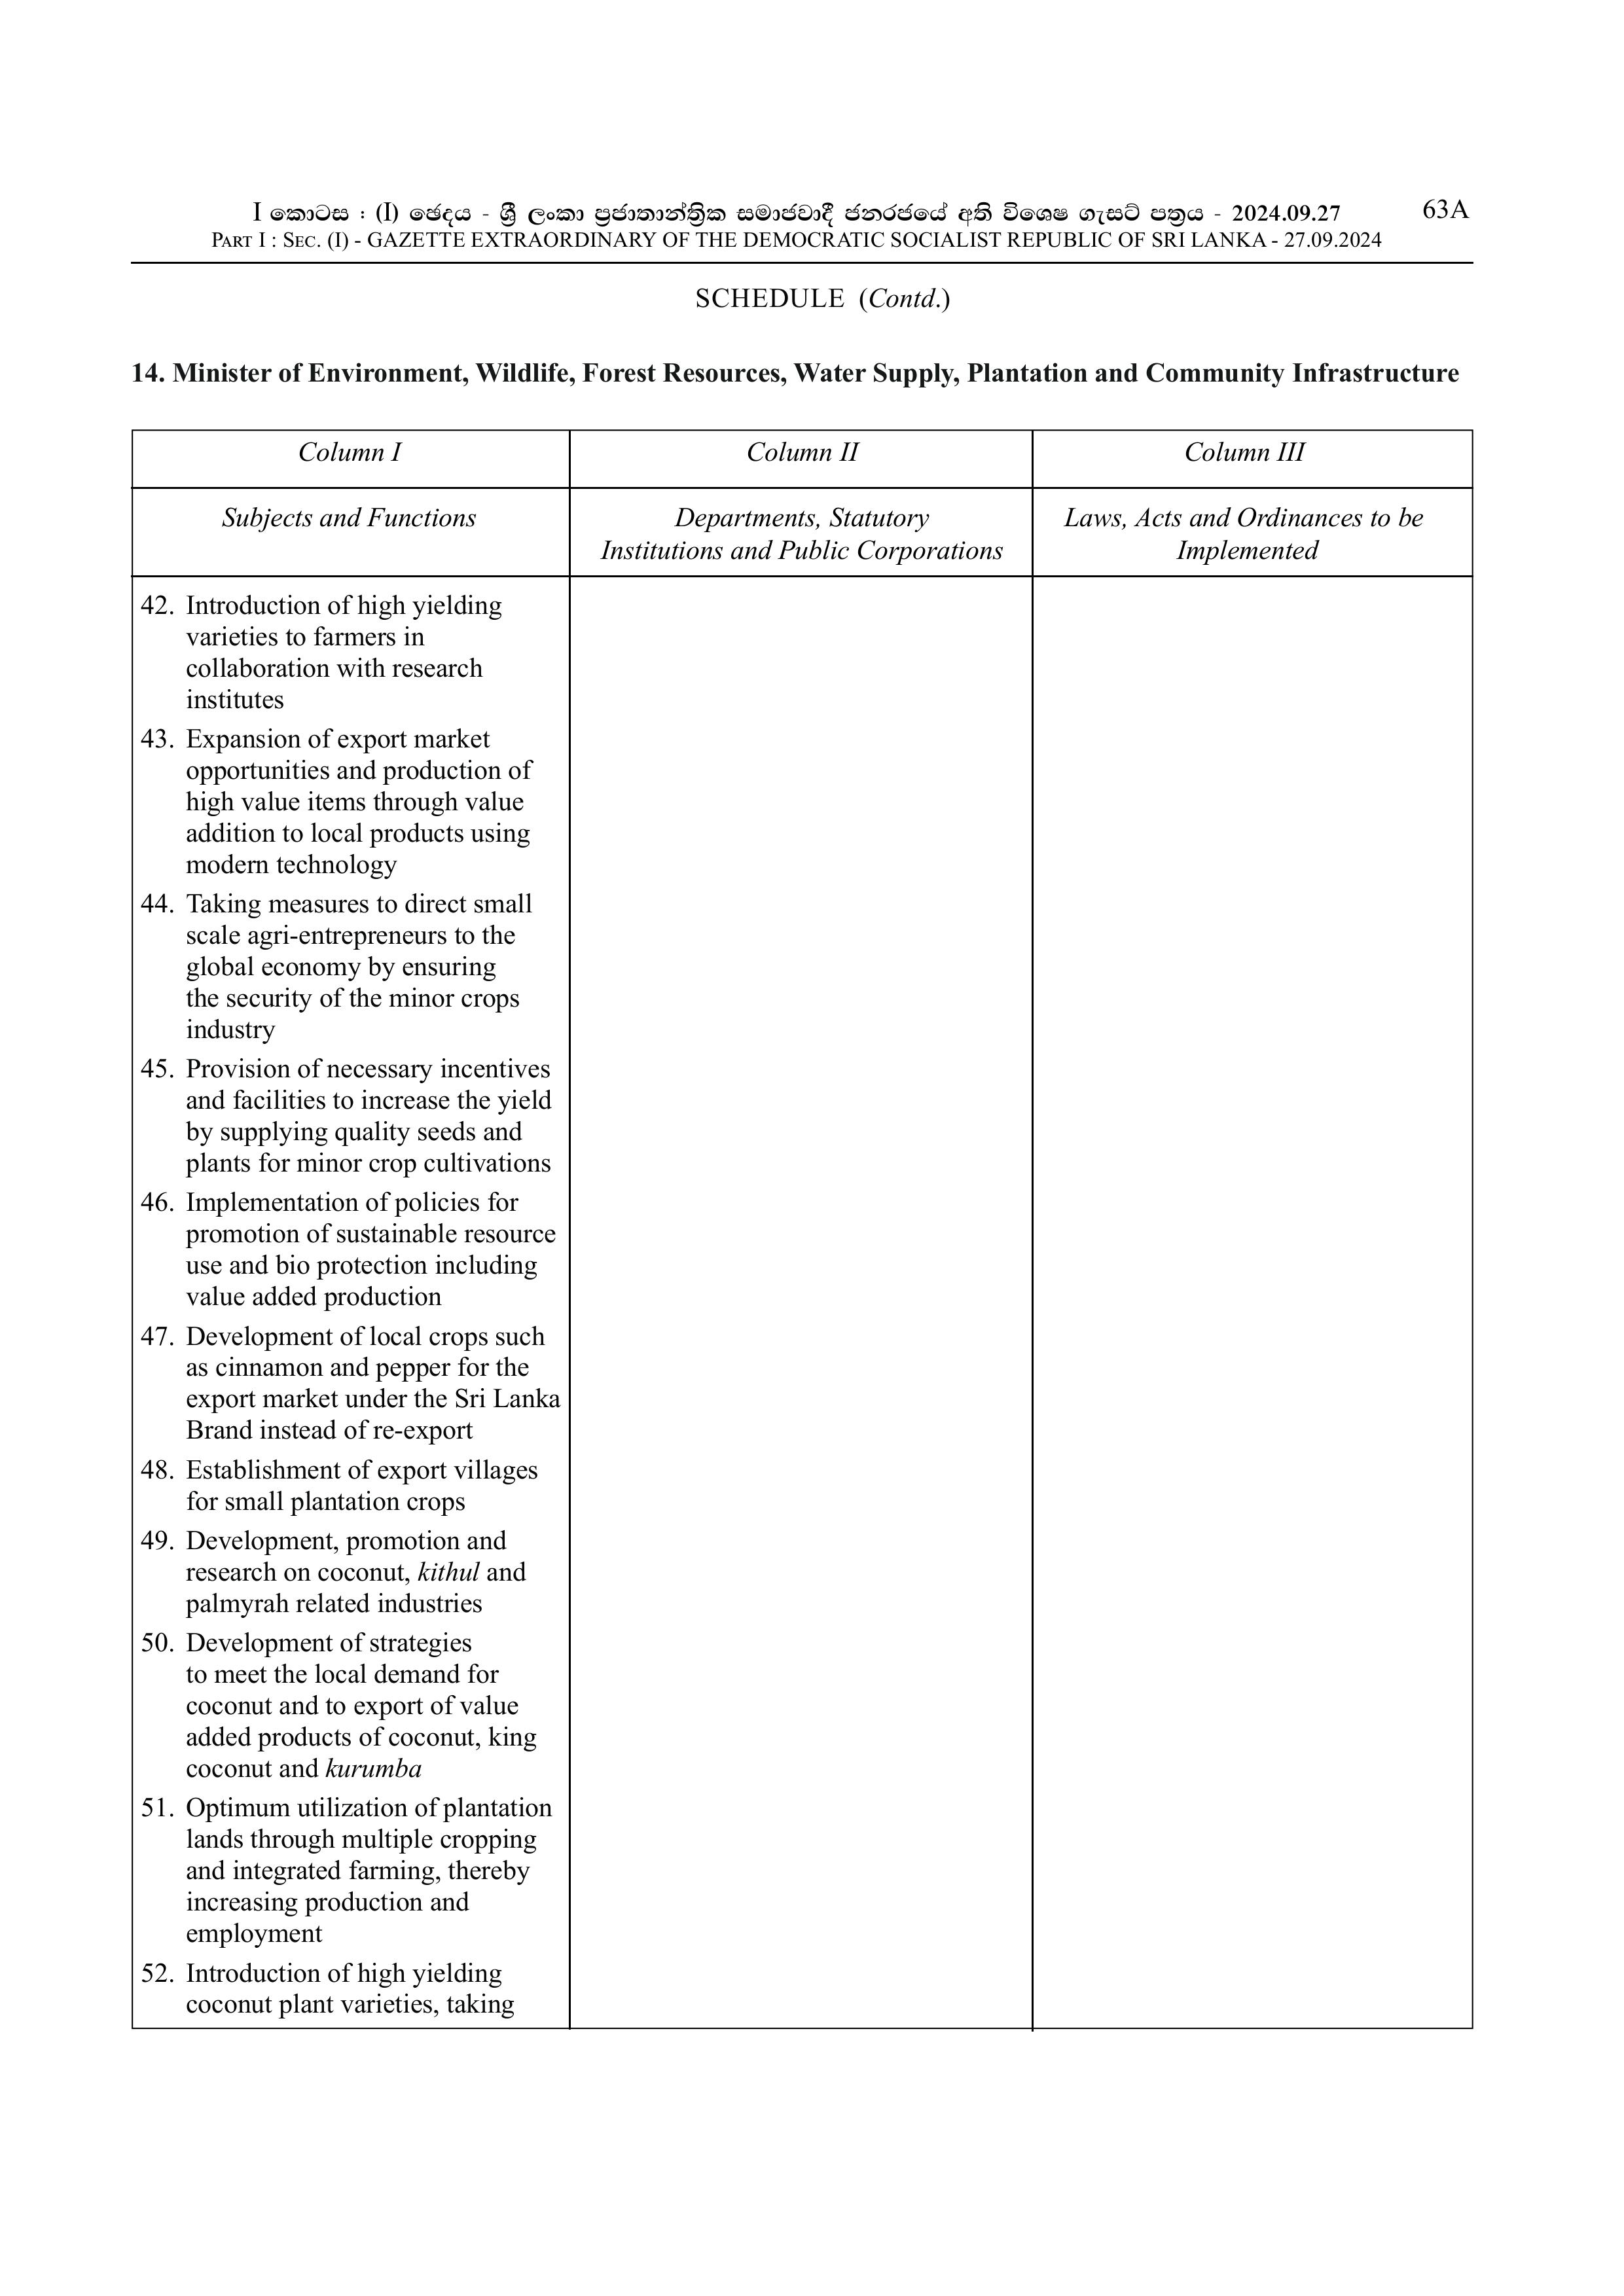 I කොටස : (I) ඡෙදය - ශ්‍රී ලංකා ප්‍රජාතාන්ත්‍රික සමාජවාදී ජනරජයේ අති විශෙෂ ගැසට් පත්‍රය - 2024.09.27 63A
PART I : SEC. (I) - GAZETTE EXTRAORDINARY OF THE DEMOCRATIC SOCIALIST REPUBLIC OF SRI LANKA - 27.09.2024
SCHEDULE (Contd.)
14. Minister of Environment, Wildlife, Forest Resources, Water Supply, Plantation and Community Infrastructure
Column I Column II Column III
Subjects and Functions
Departments, Statutory
Institutions and Public Corporations
Laws, Acts and Ordinances to be
Implemented
42. Introduction of high yielding
varieties to farmers in
collaboration with research
institutes
43. Expansion of export market
opportunities and production of
high value items through value
addition to local products using
modern technology
44. Taking measures to direct small
scale agri-entrepreneurs to the
global economy by ensuring
the security of the minor crops
industry
45. Provision of necessary incentives
and facilities to increase the yield
by supplying quality seeds and
plants for minor crop cultivations
46. Implementation of policies for
promotion of sustainable resource
use and bio protection including
value added production
47. Development of local crops such
as cinnamon and pepper for the
export market under the Sri Lanka
Brand instead of re-export
48. Establishment of export villages
for small plantation crops
49. Development, promotion and
research on coconut, kithul and
palmyrah related industries
50. Development of strategies
to meet the local demand for
coconut and to export of value
added products of coconut, king
coconut and kurumba
51. Optimum utilization of plantation
lands through multiple cropping
and integrated farming, thereby
increasing production and
employment
52. Introduction of high yielding
coconut plant varieties, taking